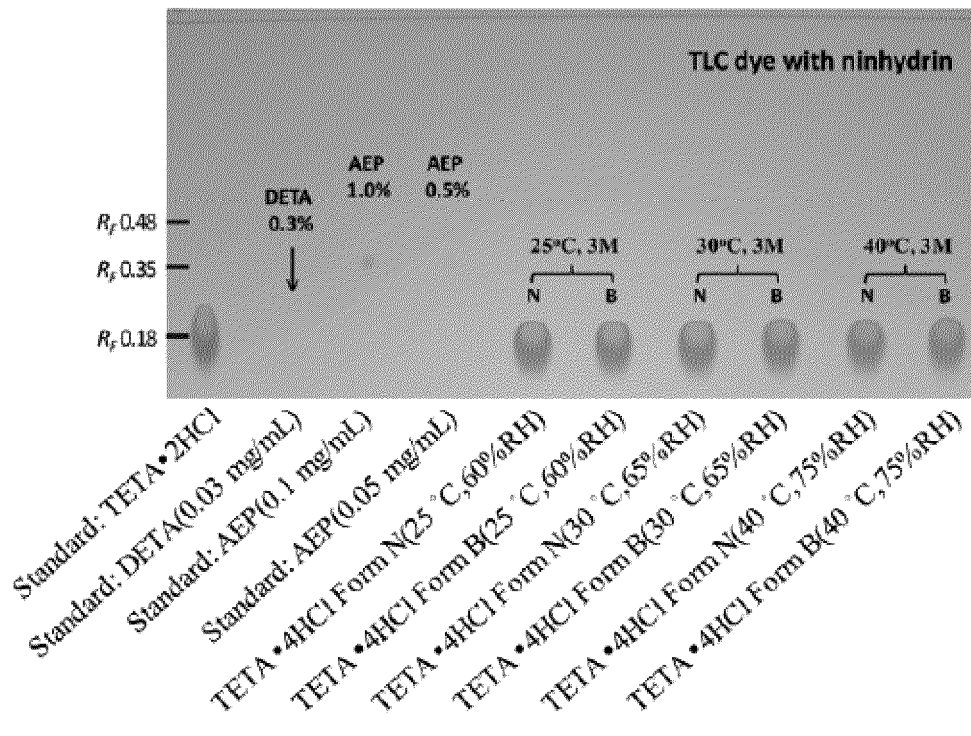 TLC dye with ninhydrin
AEP
1.0%
AEP
0.5%
DETA
0.3%
RF 0.48
RF 0.35
RF 0.18
25°C, 3M
30°C, 3M
40°C, 3M
N
B
N
B
N
B
Standard: TETA•2HCl
Standard: DETA(0.03 mg/mL)
Standard: AEP(0.1 mg/mL)
Standard: AEP(0.05 mg/mL)
TETA•4HCl Form N(25°C,60%RH)
TETA•4HCl Form B(25°C,60%RH)
TETA•4HCl Form N(30°C,65%RH)
TETA•4HCl Form B(30°C,65%RH)
TETA•4HCl Form N(40°C,75%RH)
TETA•4HCl Form B(40°C,75%RH)